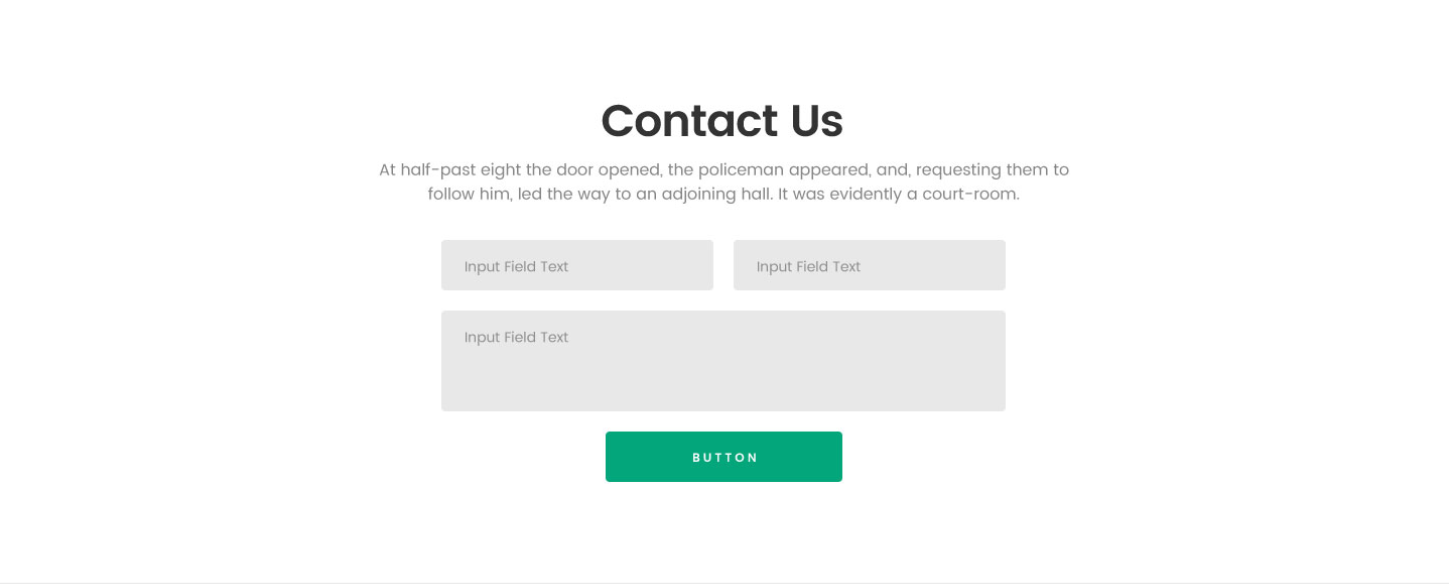 Contact Us
At half-past eight the door opened, the policeman appeared, and, requesting them to
follow him, led the way to an adjoining hall. It was evidently a court-room.
Input Field Text
Input Field Text
Input Field Text
BUTTON